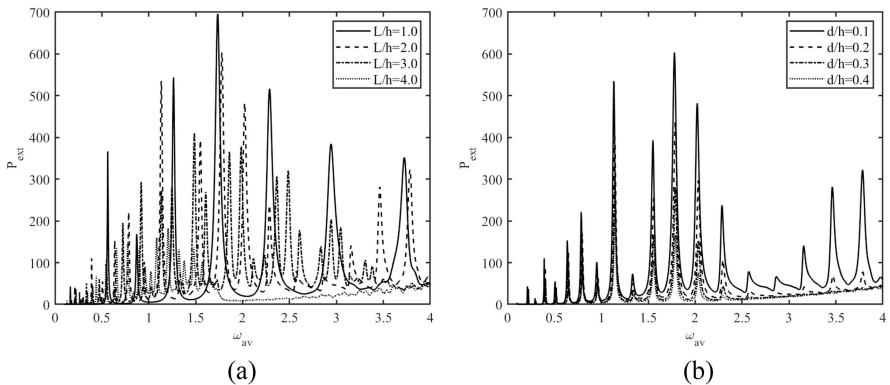 700
600
500
400
300
200
100
0
P_ext
0 0.5 1 1.5 2 2.5 3 3.5 4
ω_av
L/h=1.0
L/h=2.0
L/h=3.0
L/h=4.0
(a)
700
600
500
400
300
200
100
0
P_ext
0 0.5 1 1.5 2 2.5 3 3.5 4
ω_av
d/h=0.1
d/h=0.2
d/h=0.3
d/h=0.4
(b)